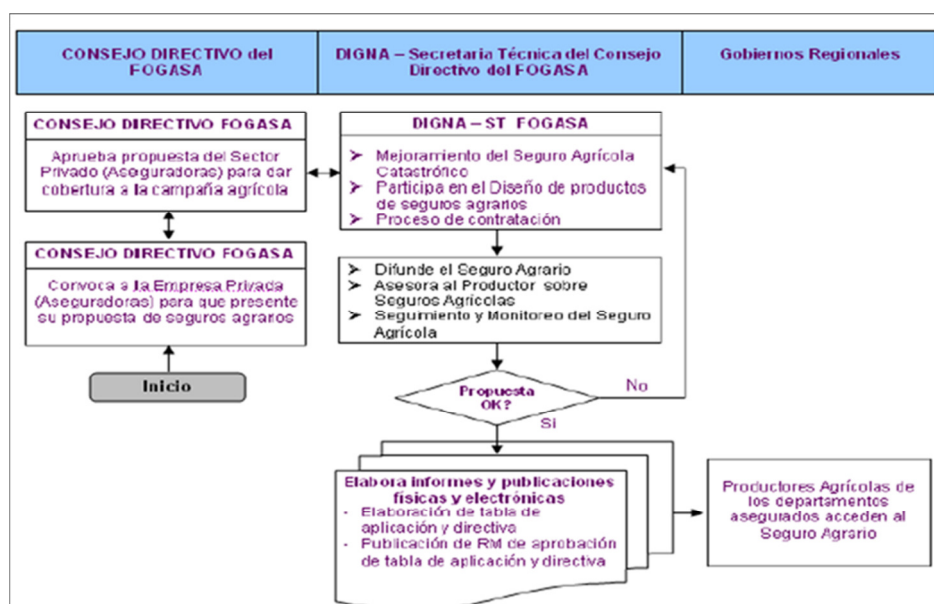 CONSEJO DIRECTIVO del
FOGASA
DIGNA – Secretaria Técnica del Consejo
Directivo del FOGASA
Gobiernos Regionales
CONSEJO DIRECTIVO FOGASA
Aprueba propuesta del Sector
Privado (Aseguradoras) para dar
cobertura a la campaña agrícola
CONSEJO DIRECTIVO FOGASA
Convoca a la Empresa Privada
(Aseguradoras) para que presente
su propuesta de seguros agrarios
Inicio
DIGNA – ST FOGASA
➤ Mejoramiento del Seguro Agrícola
Catastrófico
➤ Participa en el Diseño de productos
de seguros agrarios
➤ Proceso de contratación
➤ Difunde el Seguro Agrario
➤ Asesora al Productor sobre
Seguros Agrícolas
➤ Seguimiento y Monitoreo del Seguro
Agrícola
Propuesta
OK?
No
Si
Elabora informes y publicaciones
físicas y electrónicas
- Elaboración de tabla de
aplicación y directiva
- Publicación de RM de aprobación
de tabla de aplicación y directiva
Productores Agrícolas de
los departamentos
asegurados acceden al
Seguro Agrario